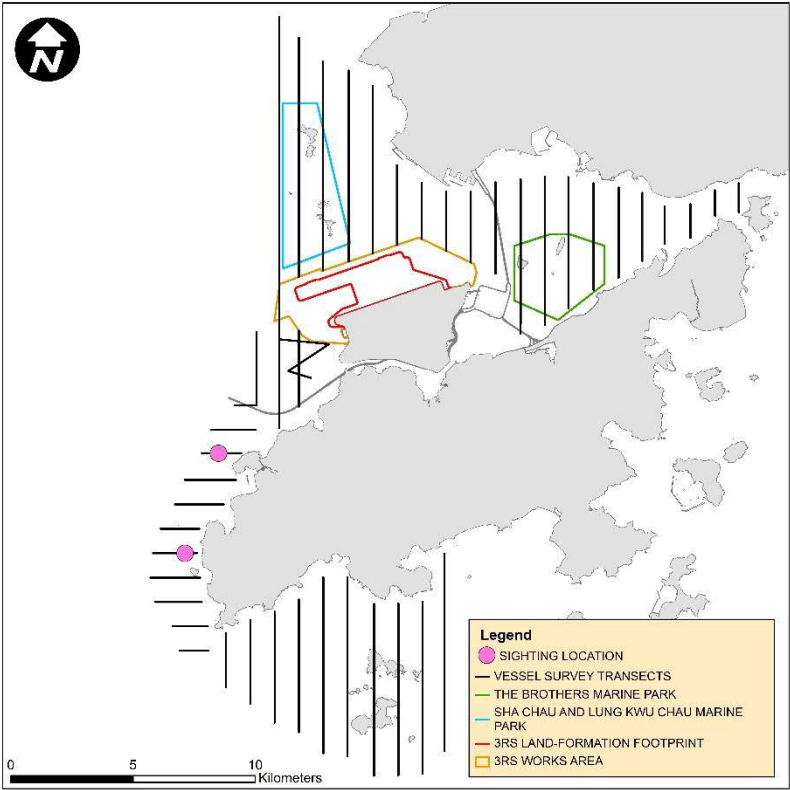 N
Legend
SIGHTING LOCATION
VESSEL SURVEY TRANSECTS
THE BROTHERS MARINE PARK
SHA CHAU AND LUNG KWU CHAU MARINE
PARK
3RS LAND-FORMATION FOOTPRINT
3RS WORKS AREA
0 5 10
Kilometers